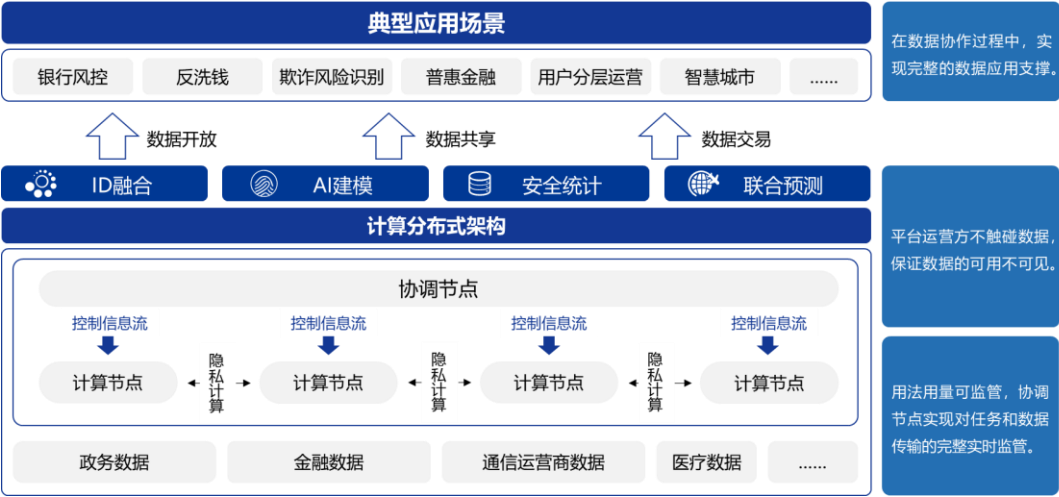 典型应用场景
银行风控
反洗钱
欺诈风险识别
普惠金融
用户分层运营
智慧城市
......
在数据协作过程中，实
现完整的数据应用支撑。
数据开放
数据共享
数据交易
ID融合
AI建模
安全统计
联合预测
计算分布式架构
平台运营方不触碰数据，
保证数据的可用不可见。
协调节点
控制信息流
控制信息流
控制信息流
控制信息流
计算节点
隐私计算
计算节点
隐私计算
计算节点
隐私计算
计算节点
用法用量可监管，协调
节点实现对任务和数据
传输的完整实时监管。
政务数据
金融数据
通信运营商数据
医疗数据
......